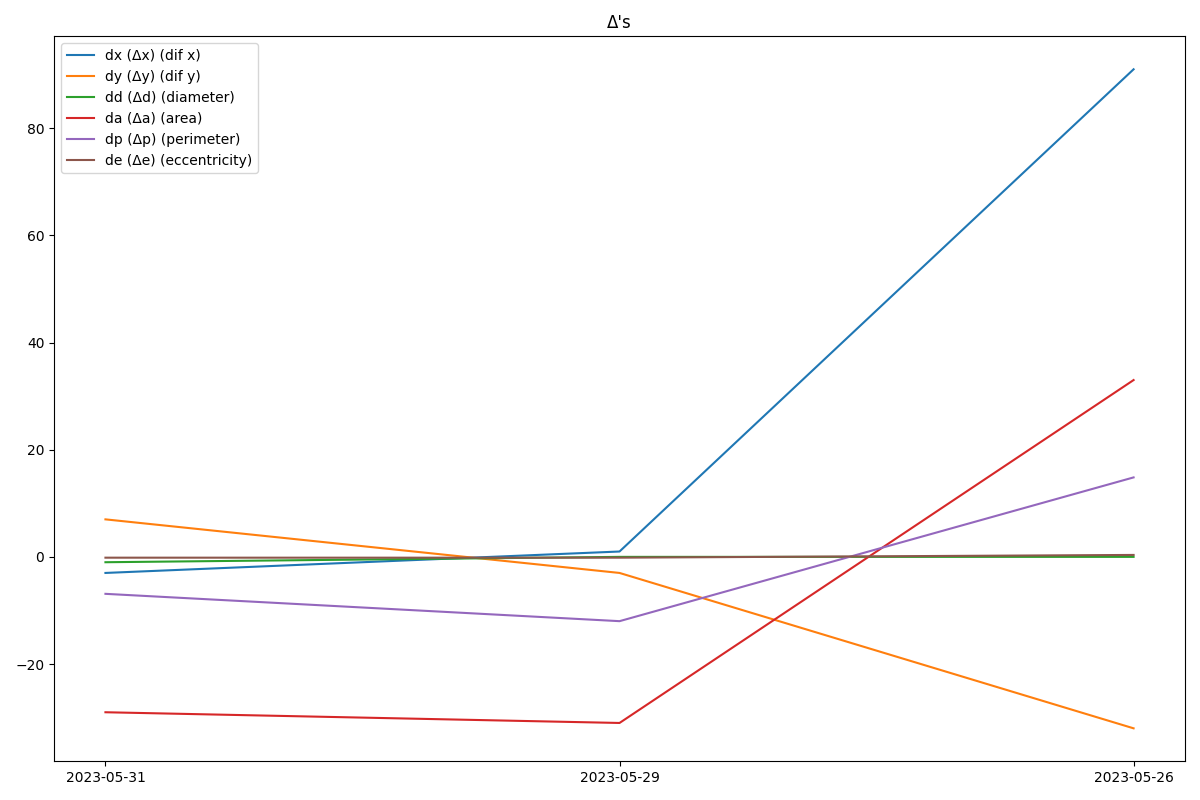 Δ's
dx (Δx) (dif x)
dy (Δy) (dif y)
dd (Δd) (diameter)
da (Δa) (area)
dp (Δp) (perimeter)
de (Δe) (eccentricity)
80
60
40
20
0
−20
2023-05-31 2023-05-29 2023-05-26